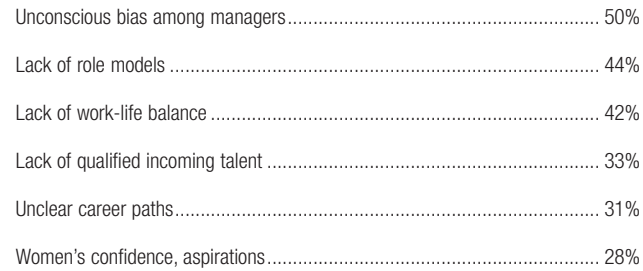 Unconscious bias among managers.......................................................................... 50%
Lack of role models ................................................................................................. 44%
Lack of work-life balance ......................................................................................... 42%
Lack of qualified incoming talent .............................................................................. 33%
Unclear career paths................................................................................................ 31%
Women’s confidence, aspirations.............................................................................. 28%